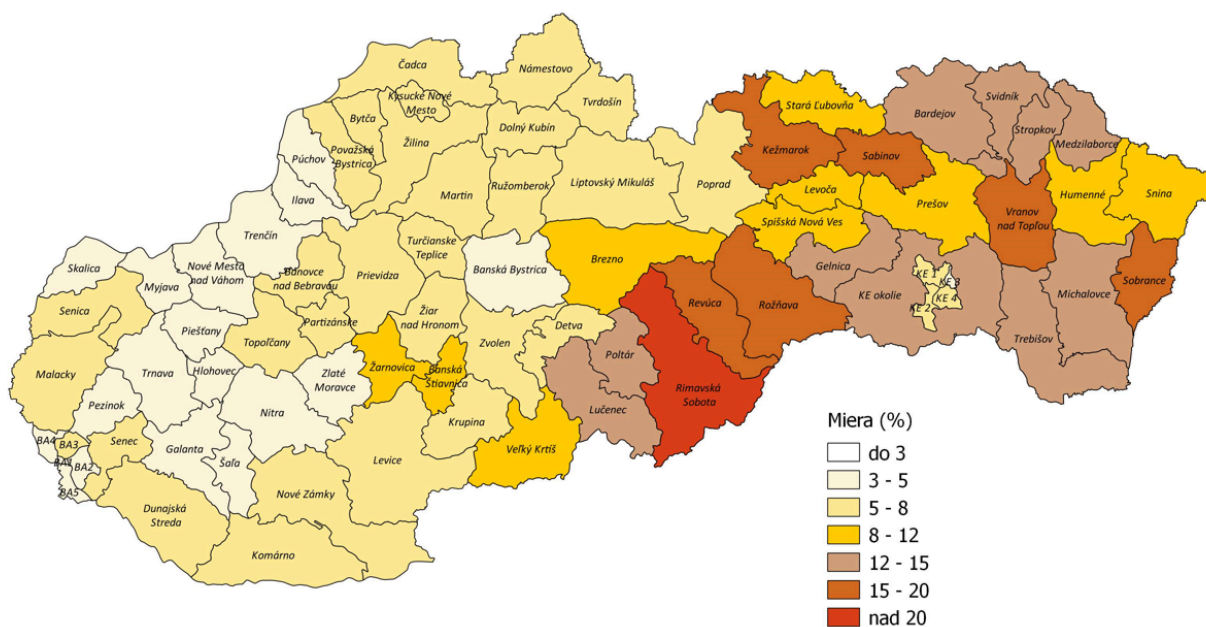 Čadca
Námestovo
Kysucké Nové
Mesto
Tvrdošín
Bytča
Dolný Kubín
Žilina
Považská
Bystrica
Púchov
Ilava
Martin
Ružomberok
Liptovský Mikuláš
Poprad
Kežmarok
Stará Ľubovňa
Sabinov
Bardejov
Svidník
Stropkov
Medzilaborce
Levoča
Prešov
Vranov
nad Topľou
Humenné
Snina
Spišská Nová Ves
Trenčín
Turčianske
Teplice
Skalica
Nové Mesto
nad Váhom
Myjava
Bánovce
nad Bebravou
Prievidza
Banská Bystrica
Brezno
Gelnica
KE okolie
KE 1
KE 3
KE 4
KE 2
Michalovce
Sobrance
Trebišov
Revúca
Rožňava
Senica
Piešťany
Partizánske
Žiar
nad Hronom
Detva
Zvolen
Topoľčany
Poltár
Malacky
Trnava
Hlohovec
Zlaté
Moravce
Žarnovica
Banská
Štiavnica
Rimavská
Sobota
Pezinok
Nitra
Krupina
Lučenec
Veľký Krtíš
BA4
BA3
Senec
BA1
BA2
BA5
Galanta
Šaľa
Levice
Nové Zámky
Dunajská
Streda
Komárno
Miera (%)
do 3
3 - 5
5 - 8
8 - 12
12 - 15
15 - 20
nad 20